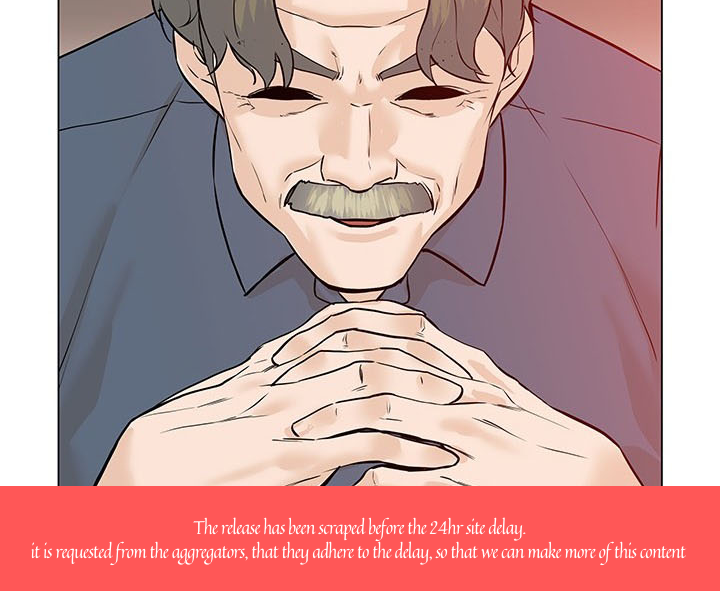 The release has been scraped before the 24hr site delay.
it is requested from the aggregators, that they adhere to the delay, so that we can make more of this content